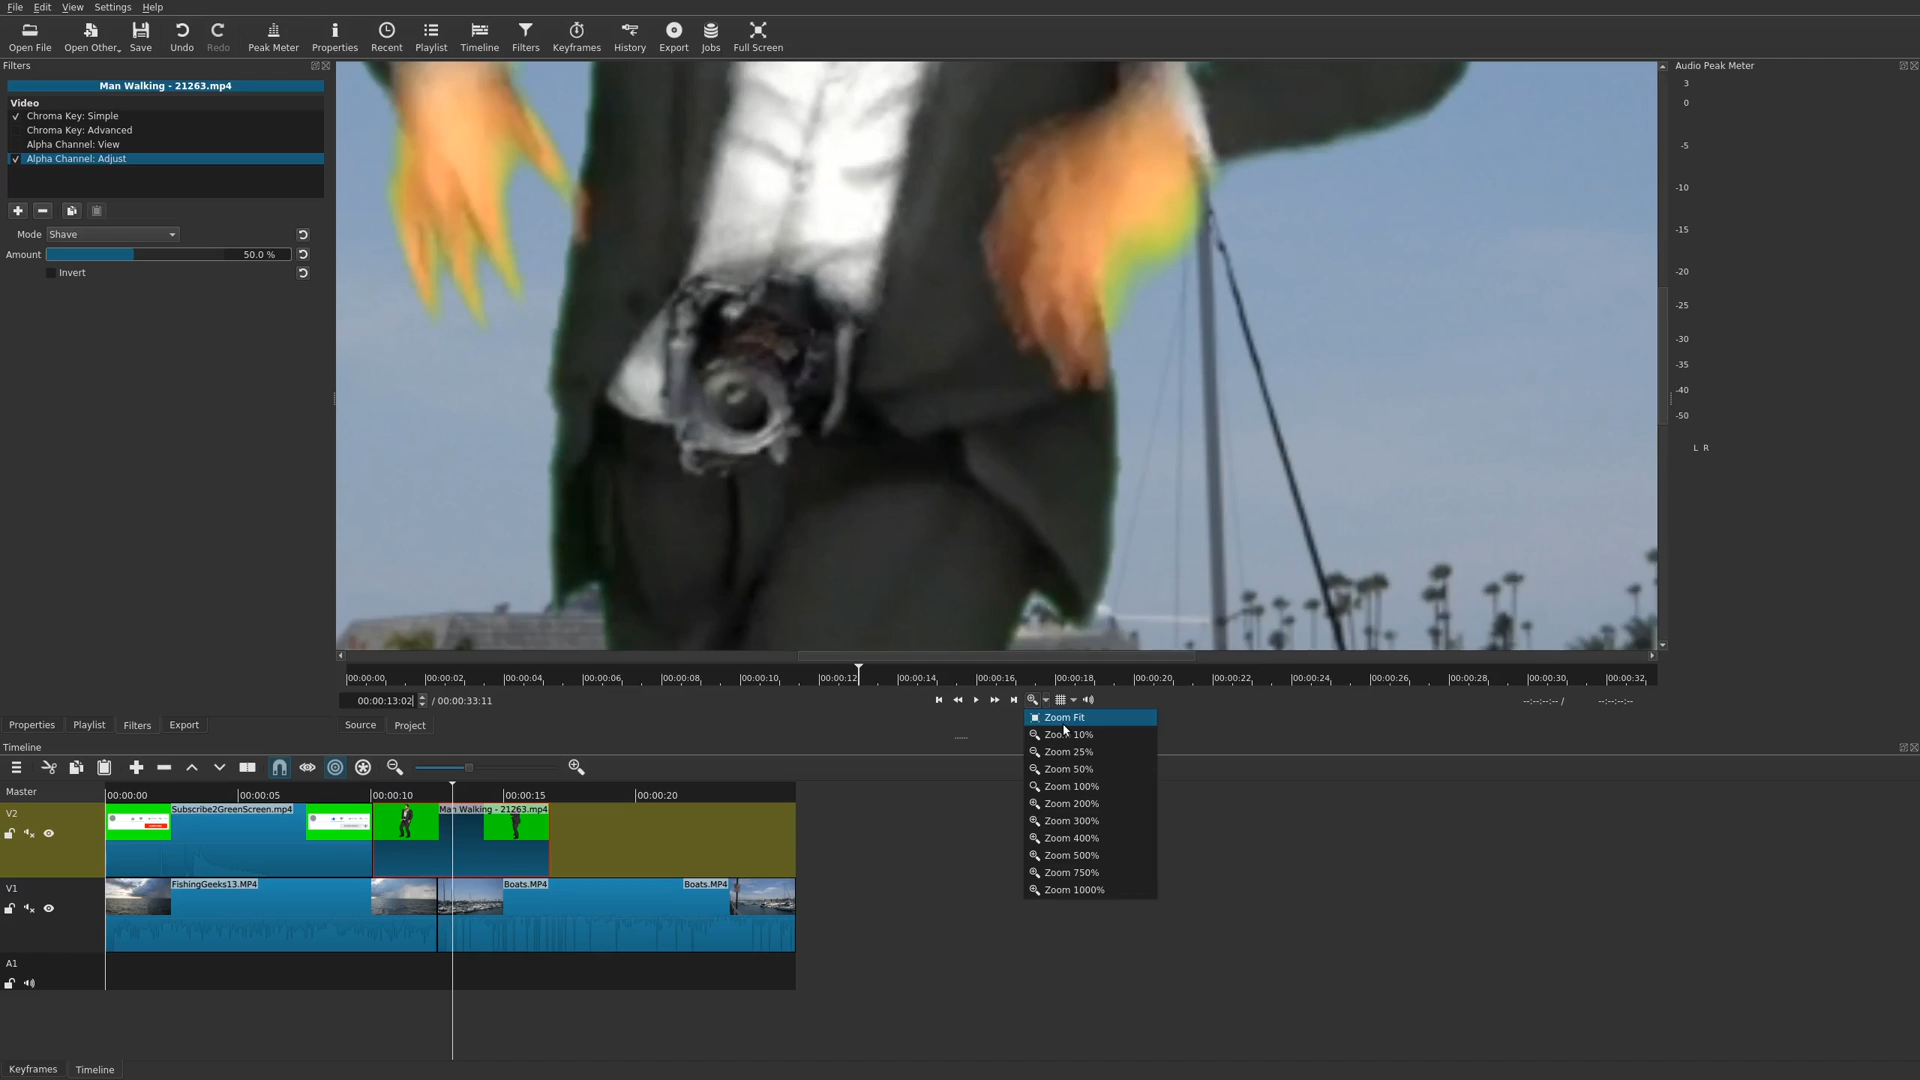 File Edit View Settings Help
Open File Open Other.. Save Undo Redo Peak Meter Properties Recent Playlist Timeline Filters Keyframes History Export Jobs Full Screen
Filters
Man Walking - 21263.mp4
Video
Chroma Key: Simple
Chroma Key: Advanced
Alpha Channel: View
Alpha Channel: Adjust
Mode Shave
Amount 50.0 %
Invert
Audio Peak Meter
3
0
-5
-10
-15
-20
-25
-30
-35
-40
-50
L R
00:00:00 00:00:02 00:00:04 00:00:06 00:00:08 00:00:10 00:00:12 00:00:14 00:00:16 00:00:18 00:00:20 00:00:22 00:00:24 00:00:26 00:00:28 00:00:30 00:00:32
00:00:13:02 / 00:00:33:11
--:--:--:-- / --:--:--:--
Properties Playlist Filters Export
Source Project
Zoom Fit
Zoom 10%
Zoom 25%
Zoom 50%
Zoom 100%
Zoom 200%
Zoom 300%
Zoom 400%
Zoom 500%
Zoom 750%
Zoom 1000%
Timeline
Master
00:00:00 00:00:05 00:00:10 00:00:15 00:00:20
V2
Subscribe2GreenScreen.mp4 Man Walking - 21263.mp4
V1
FishingGeeks13.MP4 Boats.MP4 Boats.MP4
A1
Keyframes Timeline